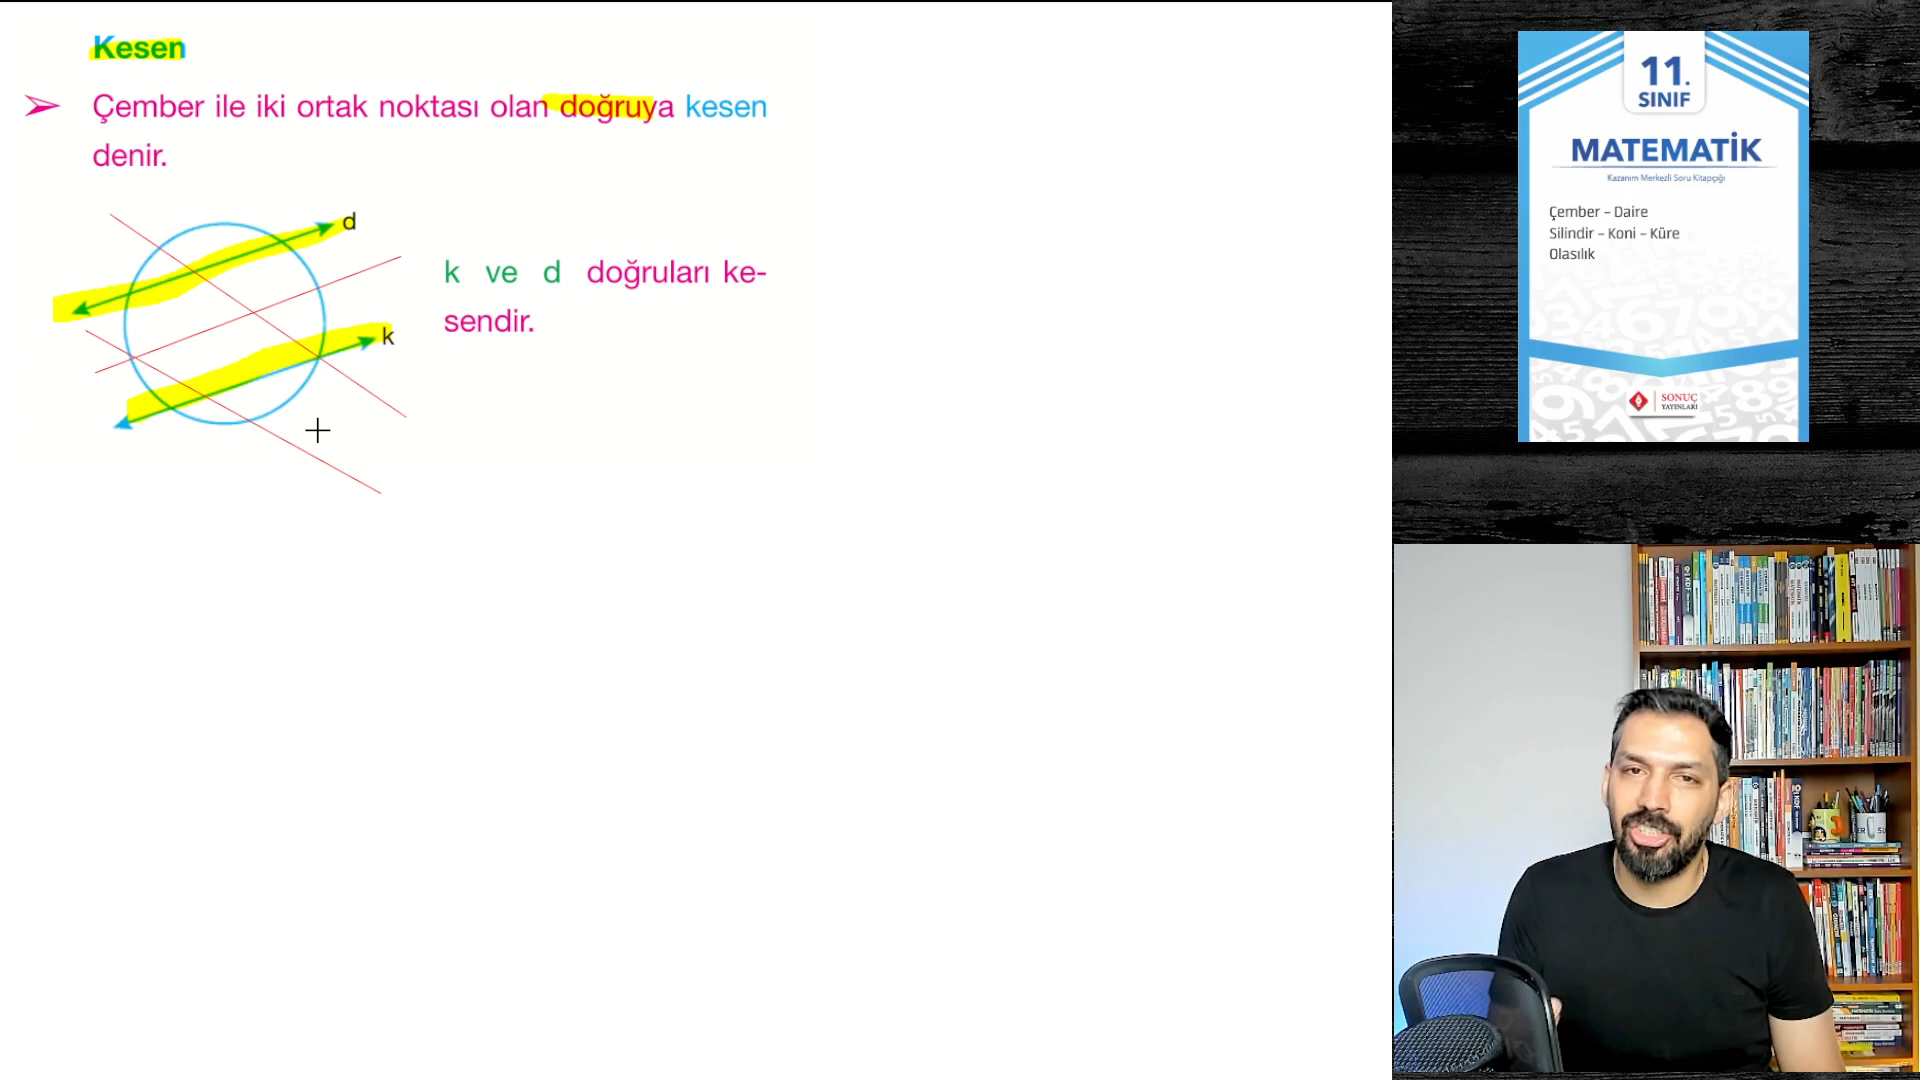 Kesen
➢ Çember ile iki ortak noktası olan doğruya kesen
denir.
d
k
k ve d doğruları ke-
sendir.
11.
SINIF
MATEMATİK
Kazanım Merkezli Soru Kitapçığı
Çember – Daire
Silindir – Koni – Küre
Olasılık
SONUÇ
YAYINLARI